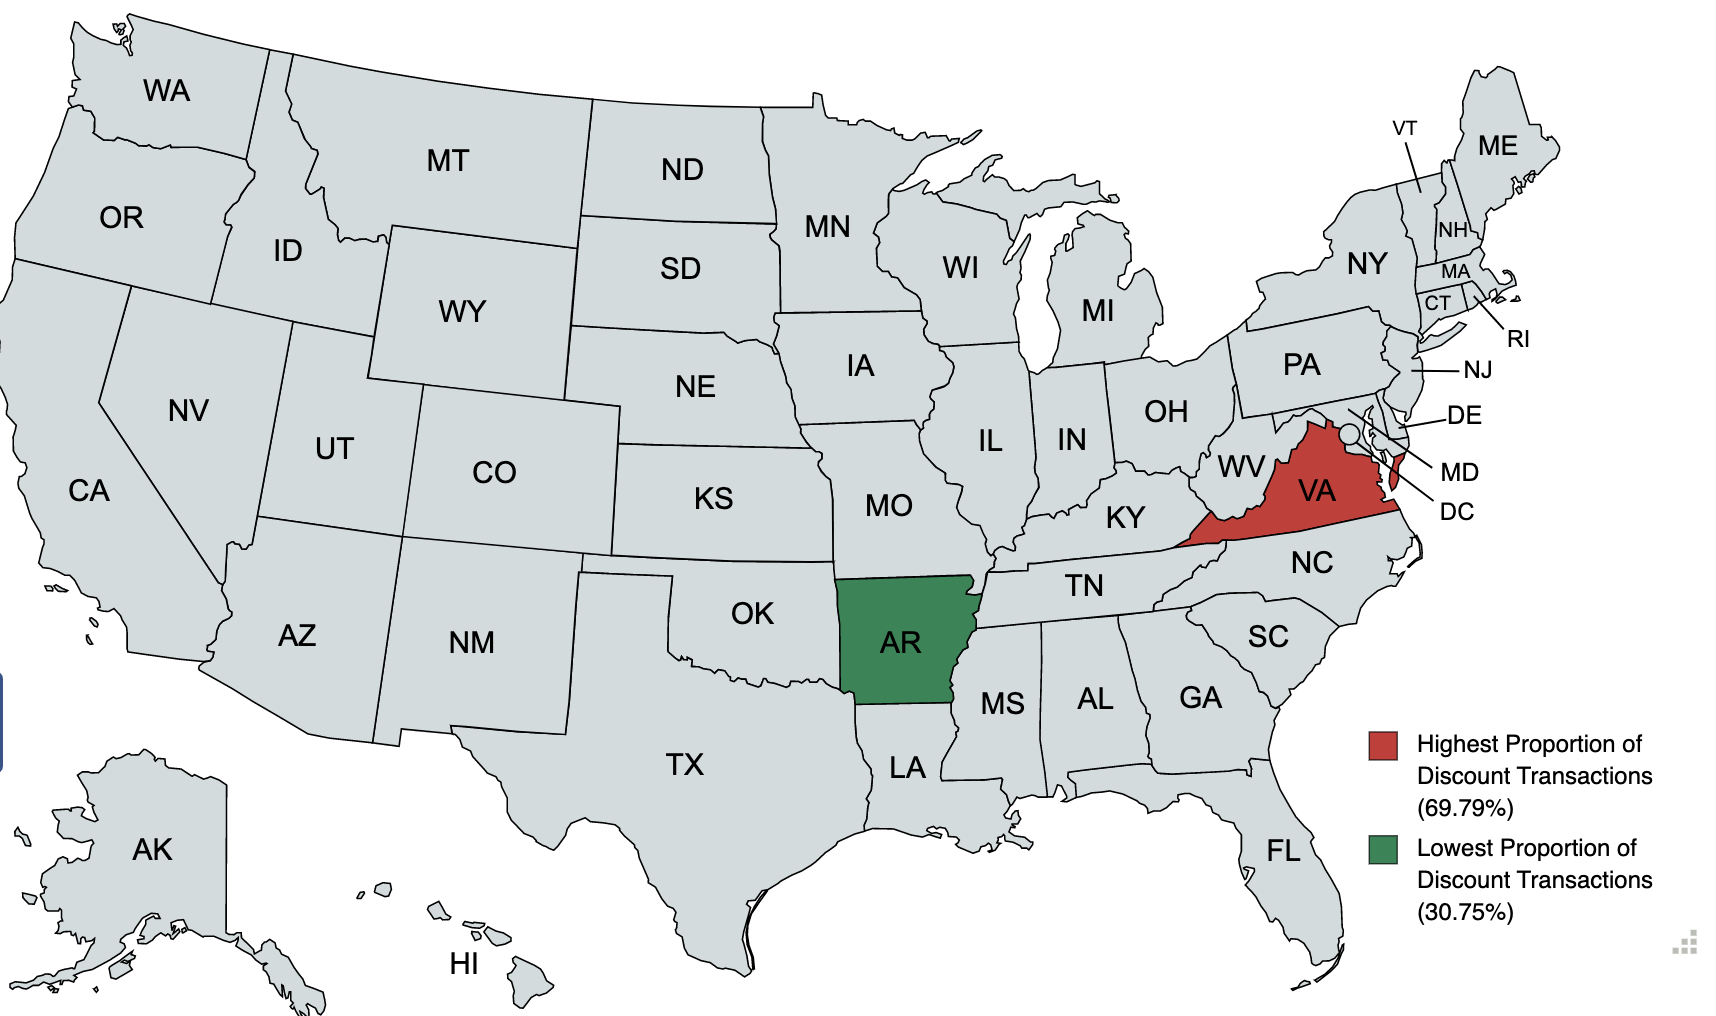 WA
MT
ND
MN
VT
ME
OR
ID
SD
WI
NY
NH
MA
CT
RI
WY
MI
IA
PA
NJ
NV
NE
OH
DE
UT
CO
IL
IN
WV
MD
CA
KS
MO
KY
VA
DC
NC
AZ
NM
OK
AR
TN
SC
MS
AL
GA
TX
LA
FL
AK
HI
Highest Proportion of
Discount Transactions
(69.79%)
Lowest Proportion of
Discount Transactions
(30.75%)